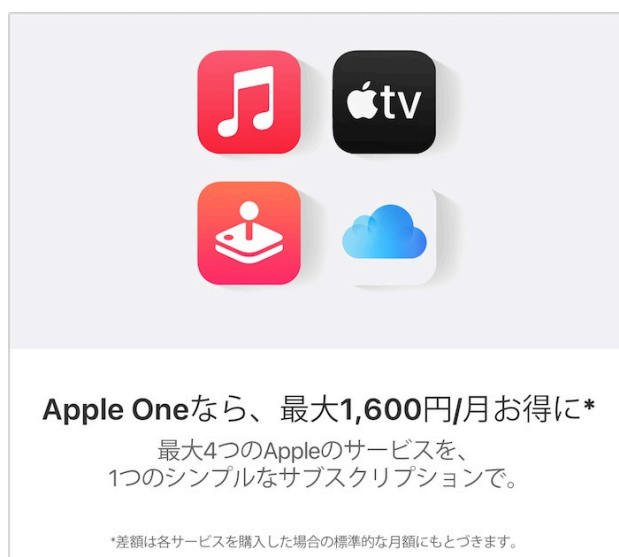 tv
Apple Oneなら、最大1,600円/月お得に*
最大4つのAppleのサービスを、
1つのシンプルなサブスクリプションで。
*差額は各サービスを購入した場合の標準的な月額にもとづきます。